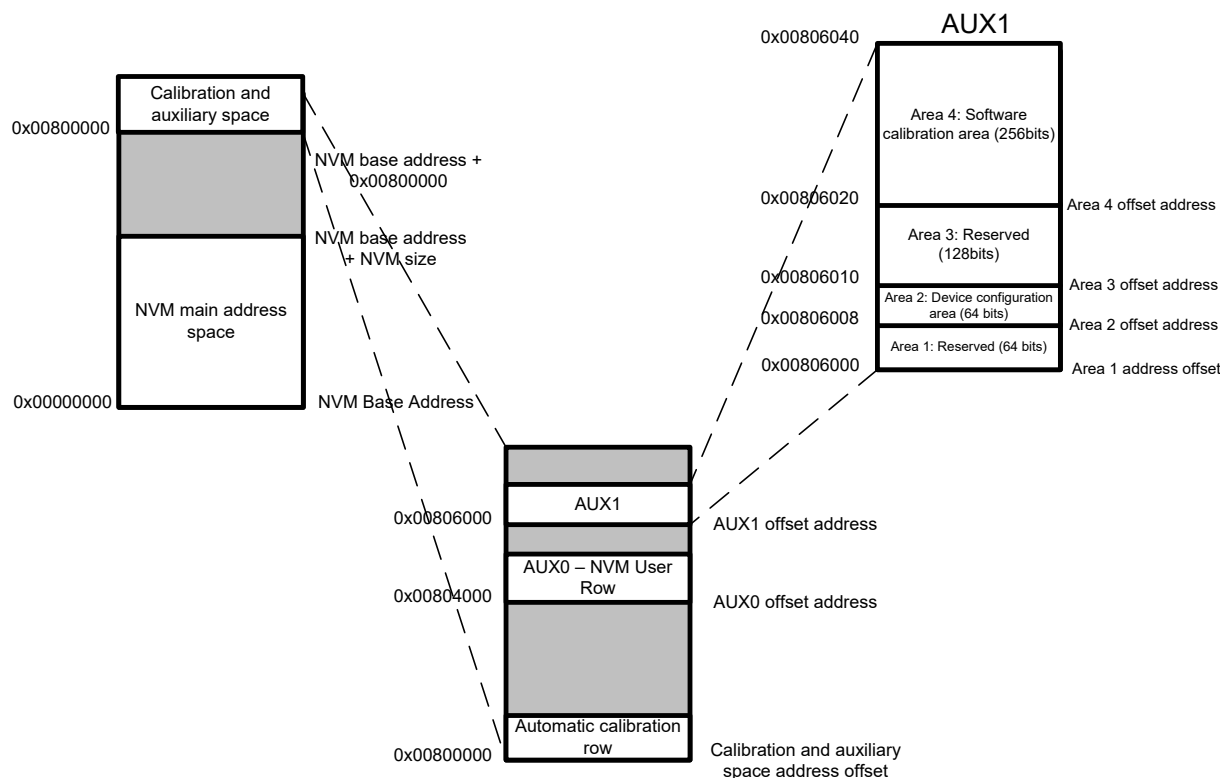 Calibration and
auxiliary space
0x00800000
NVM base address +
0x00800000
NVM base address
+ NVM size
NVM main address
space
0x00000000
NVM Base Address
AUX1
0x00806040
Area 4: Software
calibration area (256bits)
0x00806020
Area 4 offset address
Area 3: Reserved
(128bits)
0x00806010
Area 3 offset address
Area 2: Device configuration
area (64 bits)
0x00806008
Area 2 offset address
Area 1: Reserved (64 bits)
0x00806000
Area 1 address offset
AUX1
0x00806000
AUX1 offset address
AUX0 – NVM User
Row
0x00804000
AUX0 offset address
Automatic calibration
row
0x00800000
Calibration and auxiliary
space address offset